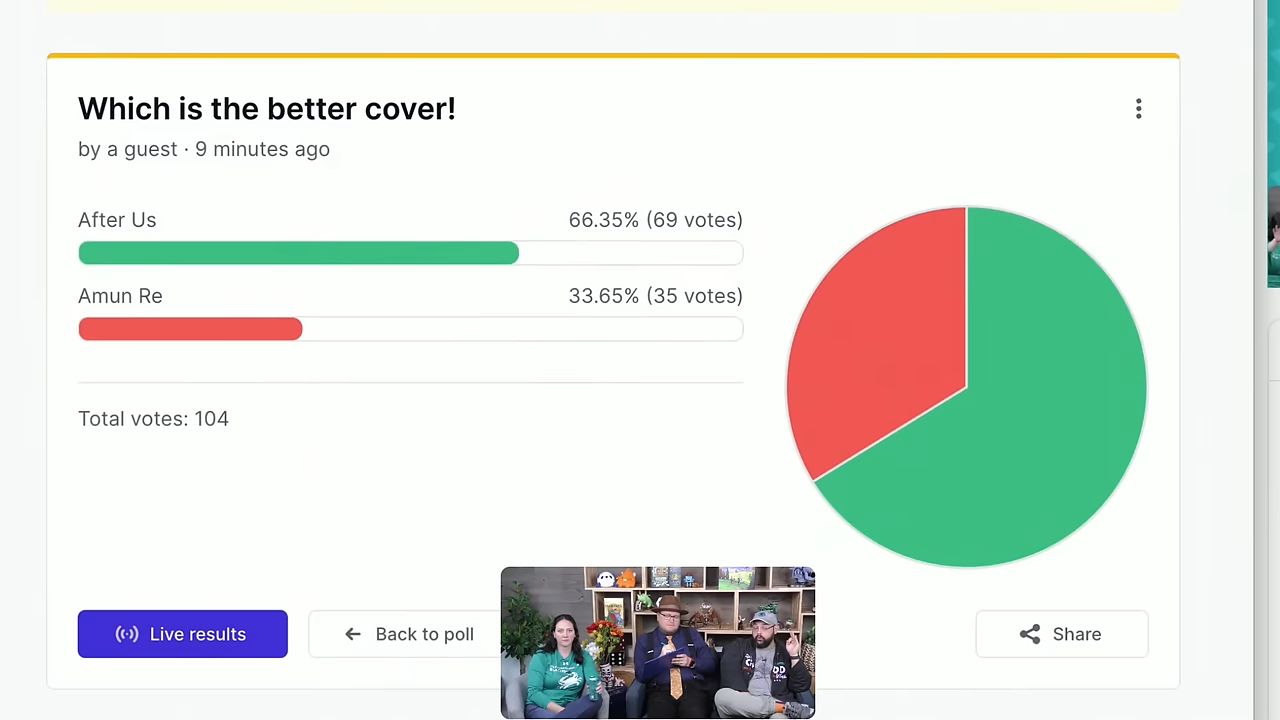 Which is the better cover!
by a guest · 9 minutes ago
After Us 66.35% (69 votes)
Amun Re 33.65% (35 votes)
Total votes: 104
Live results
Back to poll
Share